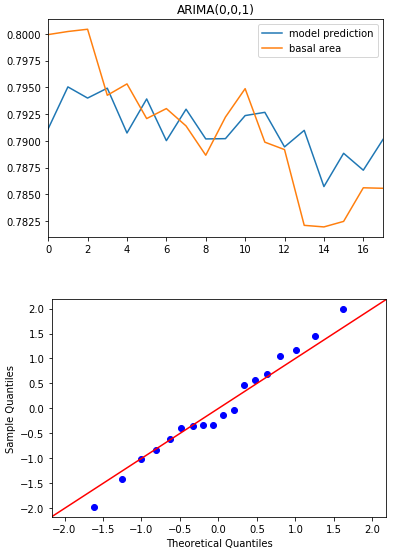 ARIMA(0,0,1)
model prediction
basal area
0.8000
0.7975
0.7950
0.7925
0.7900
0.7875
0.7850
0.7825
0 2 4 6 8 10 12 14 16
Sample Quantiles
2.0
1.5
1.0
0.5
0.0
−0.5
−1.0
−1.5
−2.0
−2.0 −1.5 −1.0 −0.5 0.0 0.5 1.0 1.5 2.0
Theoretical Quantiles